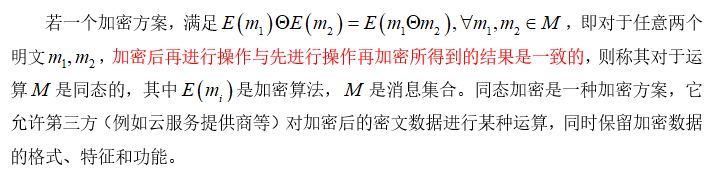 若一个加密方案，满足 E(m₁)ΘE(m₂)=E(m₁Θm₂),∀m₁,m₂∈M，即对于任意两个
明文 m₁,m₂，加密后再进行操作与先进行操作再加密所得到的结果是一致的，则称其对于运
算 M 是同态的，其中 E(mᵢ) 是加密算法，M 是消息集合。同态加密是一种加密方案，它
允许第三方（例如云服务提供商等）对加密后的密文数据进行某种运算，同时保留加密数据
的格式、特征和功能。